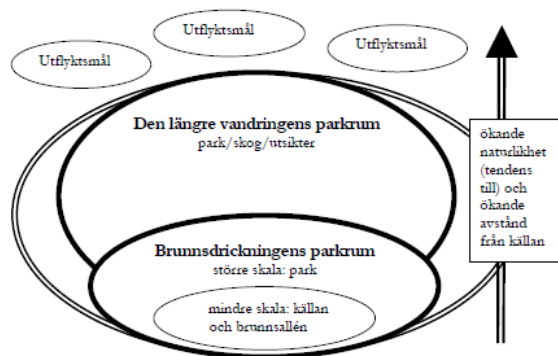 Utflyktsmål
Utflyktsmål
Utflyktsmål
Den längre vandringens parkrum
park/skog/utsikter
ökande
naturlighet
(tendens
till) och
ökande
avstånd
från källan
Brunnsdrickningens parkrum
större skala: park
mindre skala: källan
och brunnsallén